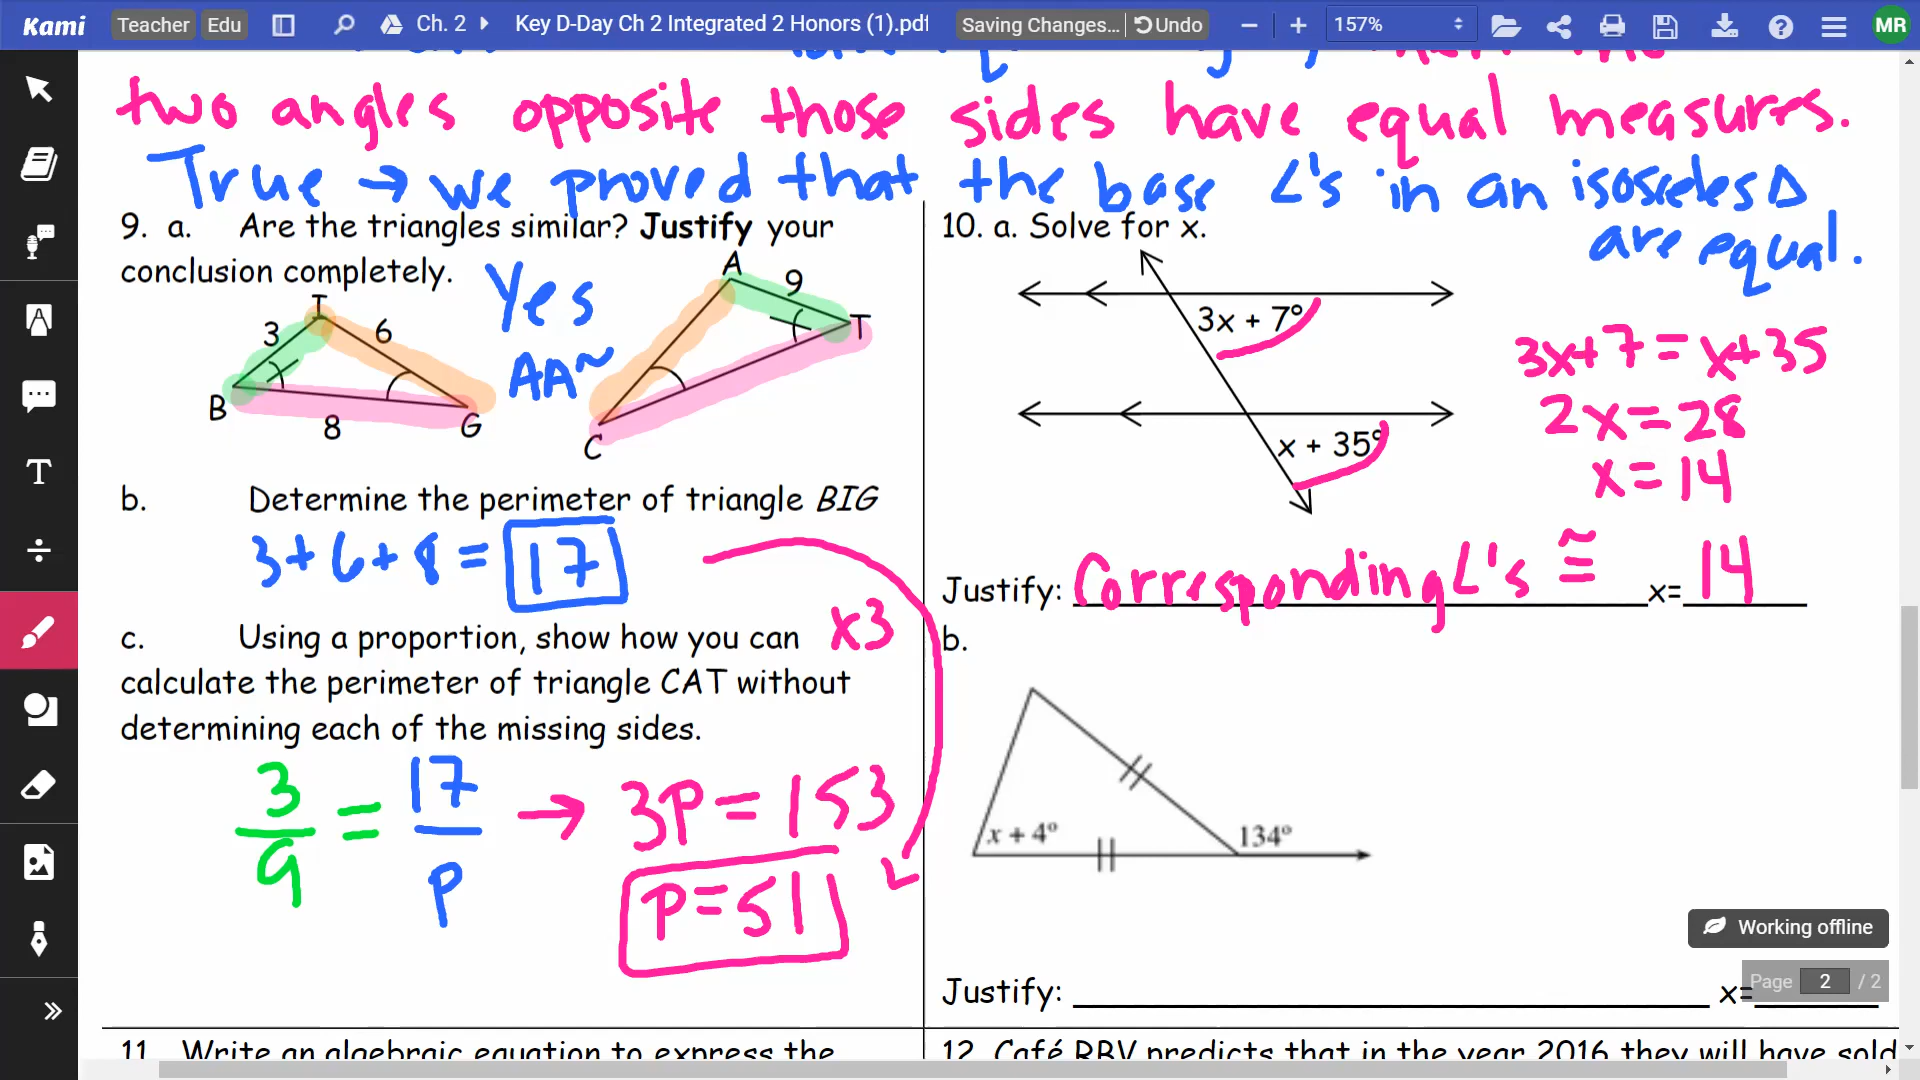 Kami Teacher Edu Ch. 2 Key D-Day Ch 2 Integrated 2 Honors (1).pdf Saving Changes... Undo 157% MR
two angles opposite those sides have equal measures.
True → we proved that the base ∠'s in an isosceles Δ
are equal.
9. a. Are the triangles similar? Justify your
conclusion completely.
Yes
AA~
I
3
6
B
8
G
A
9
T
C
b. Determine the perimeter of triangle BIG
3+6+8 = 17
c. Using a proportion, show how you can
calculate the perimeter of triangle CAT without
determining each of the missing sides.
x3
3/9 = 17/P → 3P = 153
P = 51
10. a. Solve for x.
3x + 7°
x + 35°
3x+7 = x+35
2x = 28
x = 14
Justify: Corresponding ∠'s ≅ x= 14
b.
x + 4°
134°
Working offline
Justify: x=
Page 2 / 2
11. Write an algebraic equation to express the
12. Café RBV predicts that in the year 2016 they will have sold